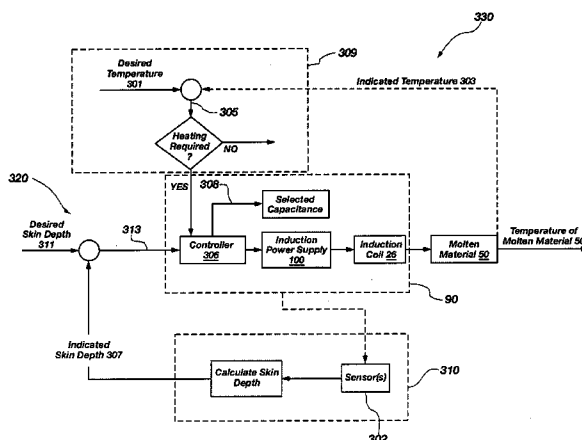 330
Desired
Temperature
301
309
Indicated Temperature 303
305
Heating
Required
?
NO
YES
308
Selected
Capacitance
320
Desired
Skin Depth
311
313
Controller
306
Induction
Power Supply
100
Induction
Coil 26
Molten
Material 50
Temperature of
Molten Material 50
90
Indicated
Skin Depth 307
Calculate Skin
Depth
Sensor(s)
310
302